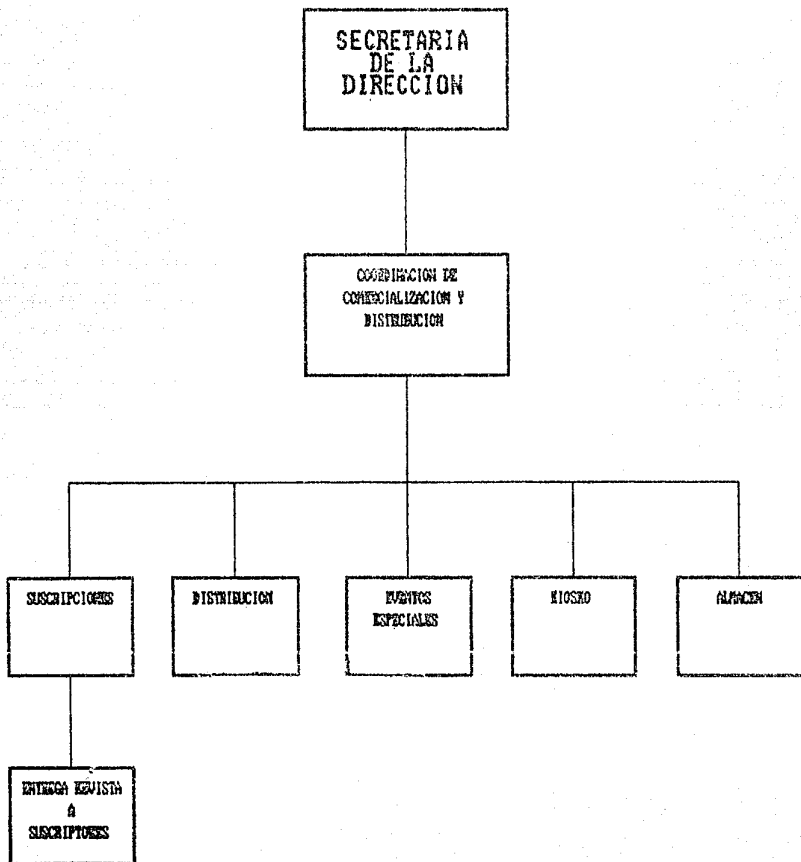 SECRETARIA
DE LA
DIRECCION
COORDINACION DE
COMERCIALIZACION Y
DISTRIBUCION
SUSCRIPCIONES
DISTRIBUCION
EVENTOS
ESPECIALES
KIOSKO
ALMACEN
ENTREGA REVISTA
A
SUSCRIPTORES